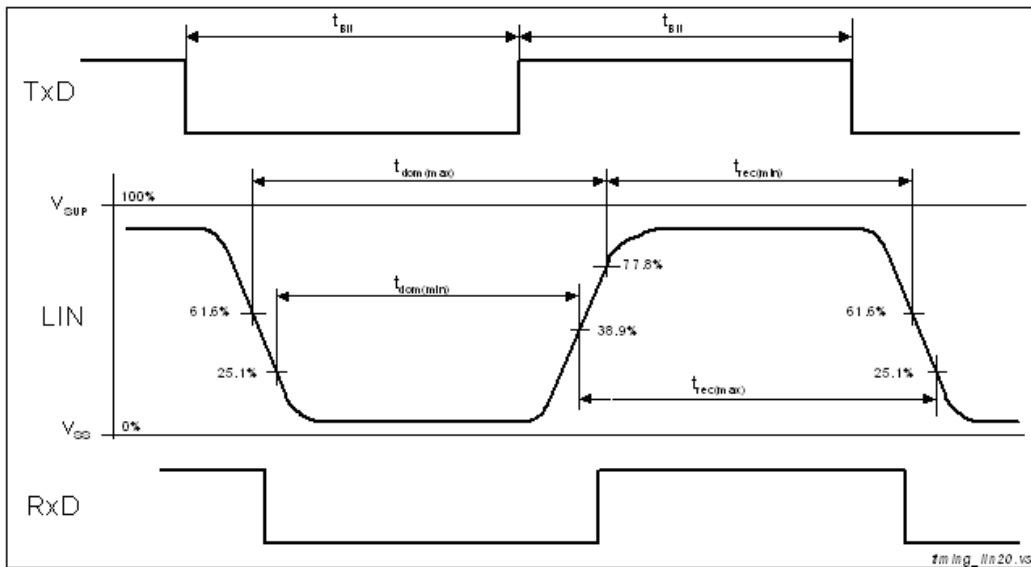 tBit tBit
TxD
tdom(max) trec(min)
VSUP 100%
77.8%
tdom(min)
LIN 61.6% 61.6%
38.9%
25.1% 25.1%
trec(max)
VSS 0%
RxD
timing_lin20.vs